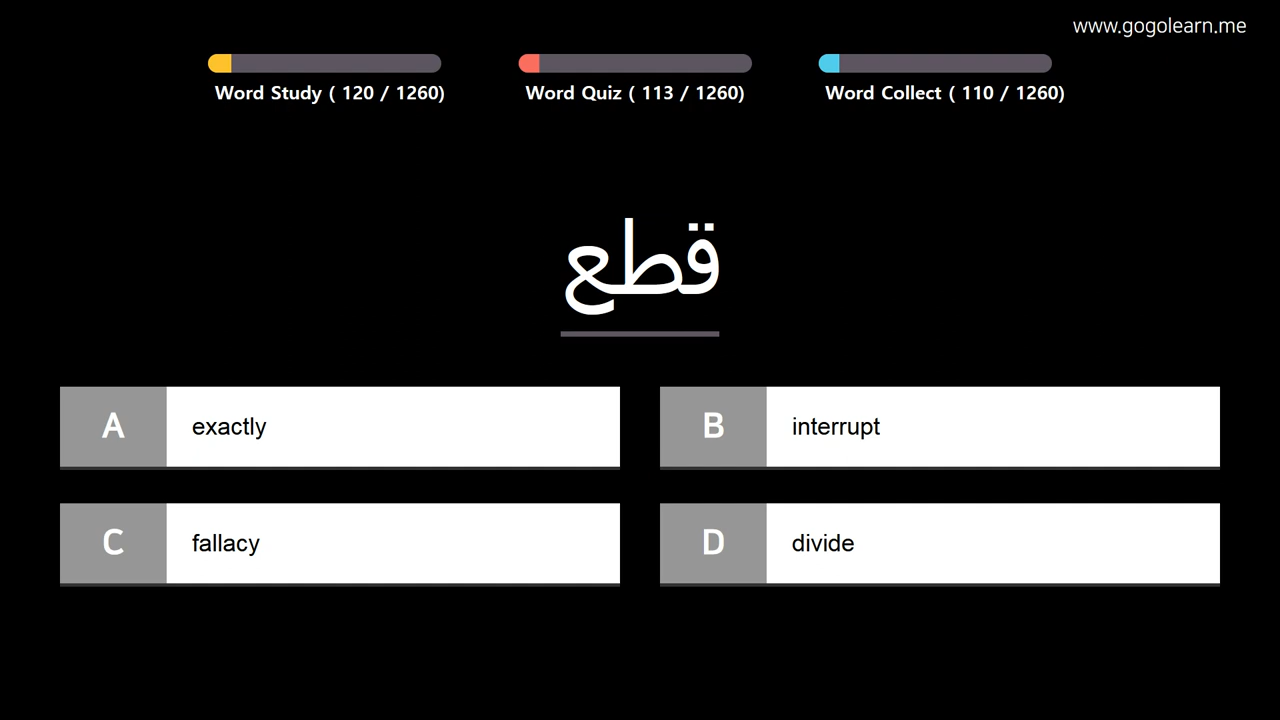 www.gogolearn.me
Word Study ( 120 / 1260)
Word Quiz ( 113 / 1260)
Word Collect ( 110 / 1260)
قطع
A exactly
B interrupt
C fallacy
D divide